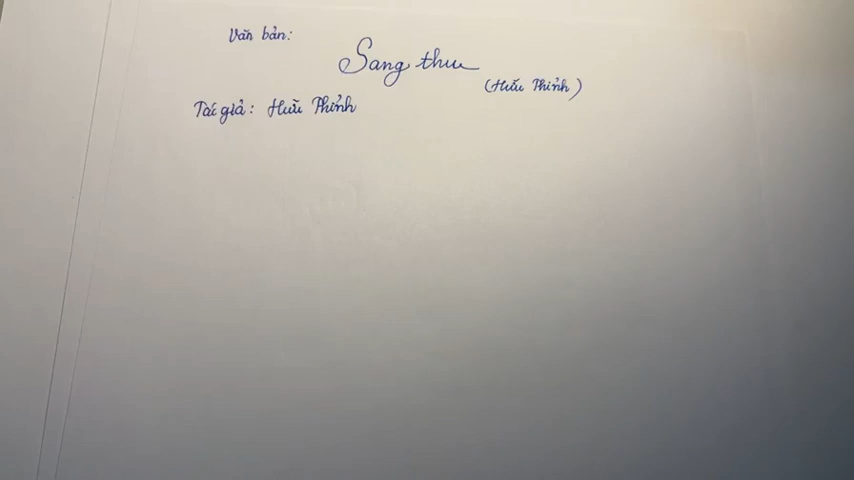 Văn bản:
Sang thu
(Hữu Thỉnh)
Tác giả: Hữu Thỉnh